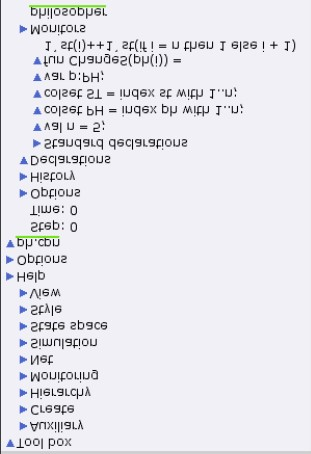 Tool box
Auxiliary
Create
Hierarchy
Monitoring
Net
Simulation
State space
Style
View
Help
Options
ph.cpn
Step: 0
Time: 0
Options
History
Declarations
Standard declarations
val n = 5;
colset PH = index ph with 1..n;
colset ST = index st with 1..n;
var p:PH;
fun ChangeS(ph(i)) =
1`st(i)++1`st(if i = n then 1 else i + 1)
Monitors
philosopher